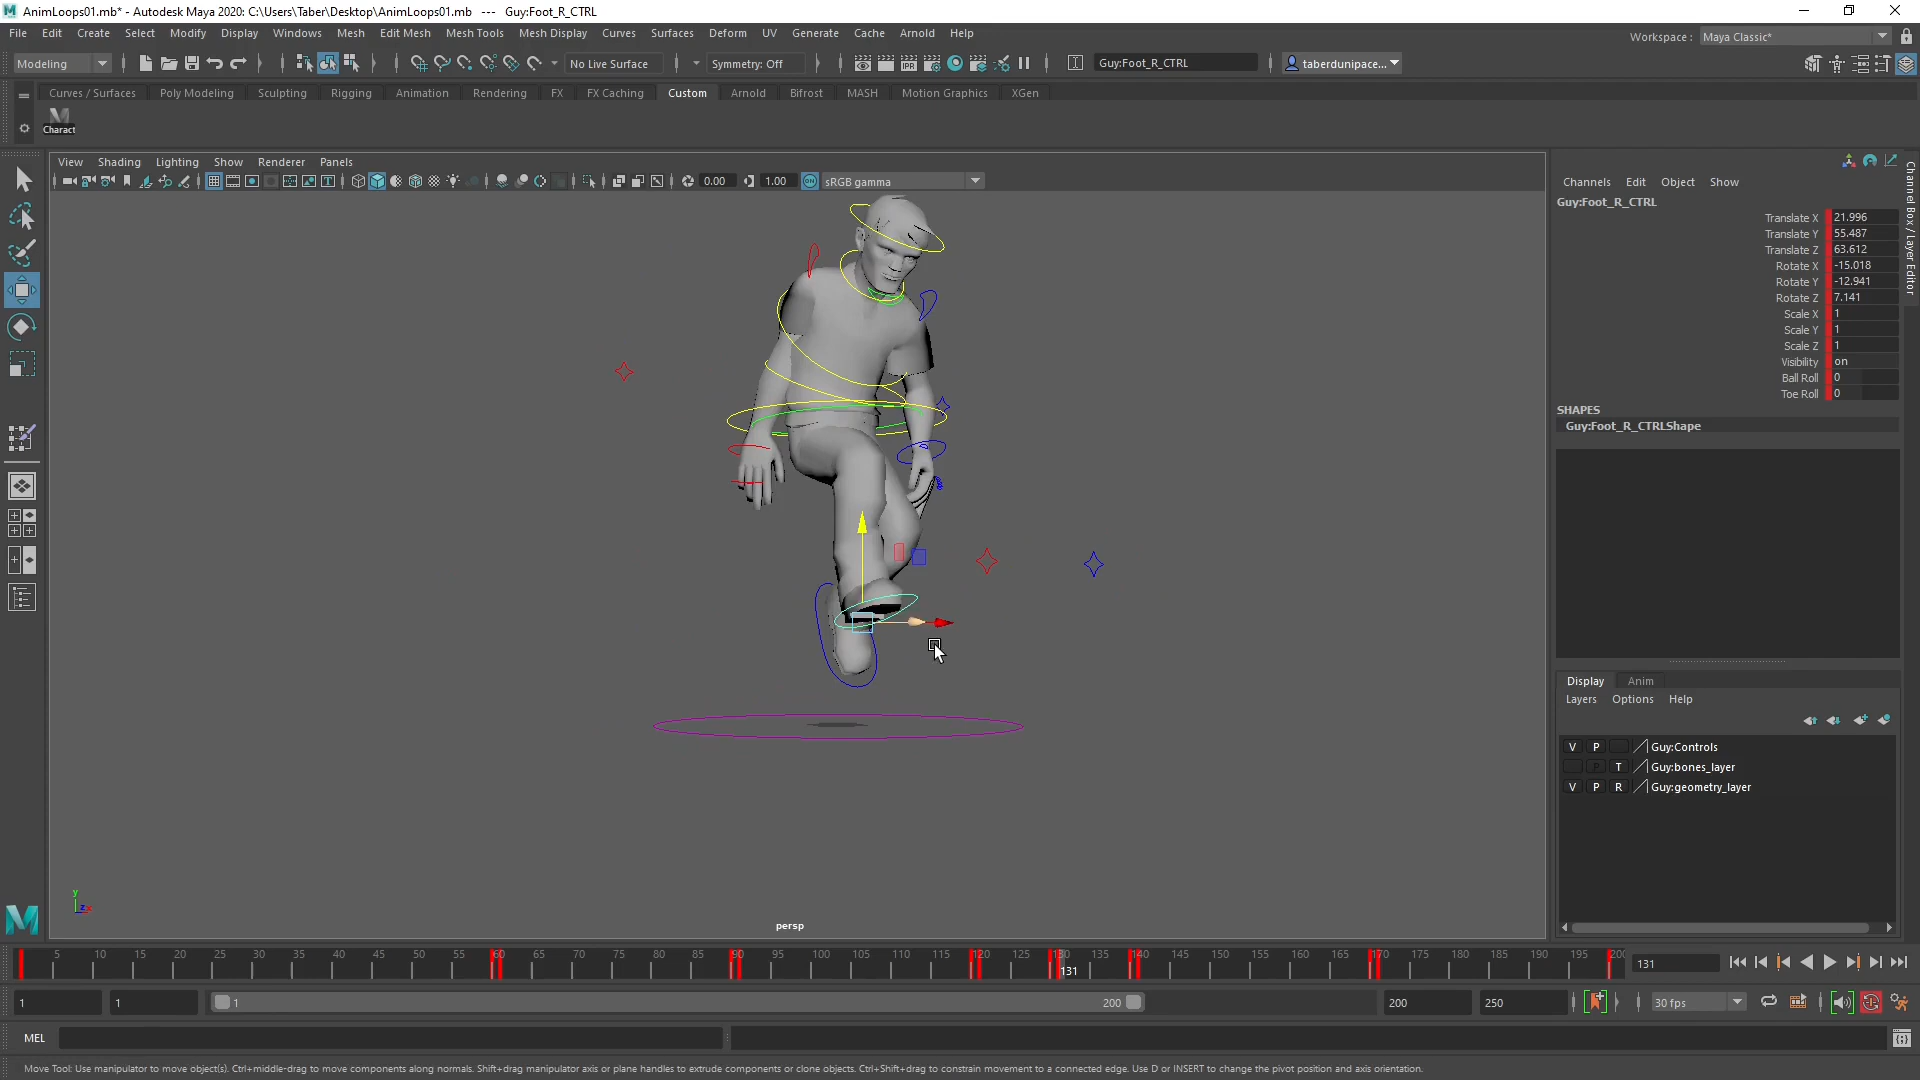 AnimLoops01.mb* - Autodesk Maya 2020: C:\Users\Taber\Desktop\AnimLoops01.mb --- Guy:Foot_R_CTRL
File Edit Create Select Modify Display Windows Mesh Edit Mesh Mesh Tools Mesh Display Curves Surfaces Deform UV Generate Cache Arnold Help
Workspace : Maya Classic*
Modeling No Live Surface Symmetry: Off Guy:Foot_R_CTRL taberdunipace...
Curves / Surfaces Poly Modeling Sculpting Rigging Animation Rendering FX FX Caching Custom Arnold Bifrost MASH Motion Graphics XGen
Charact
View Shading Lighting Show Renderer Panels
0.00 1.00 sRGB gamma
Channels Edit Object Show
Guy:Foot_R_CTRL
Translate X 21.996
Translate Y 55.487
Translate Z 63.612
Rotate X -15.018
Rotate Y -12.941
Rotate Z 7.141
Scale X 1
Scale Y 1
Scale Z 1
Visibility on
Ball Roll 0
Toe Roll 0
SHAPES
Guy:Foot_R_CTRLShape
Channel Box / Layer Editor
Display Anim
Layers Options Help
V P Guy:Controls
P T Guy:bones_layer
V P R Guy:geometry_layer
y
z x
persp
5 10 15 20 25 30 35 40 45 50 55 60 65 70 75 80 85 90 95 100 105 110 115 120 125 130 135 140 145 150 155 160 165 170 175 180 185 190 195 200
131
131
1 1 1 200 200 250 30 fps
MEL
Move Tool: Use manipulator to move object(s). Ctrl+middle-drag to move components along normals. Shift+drag manipulator axis or plane handles to extrude components or clone objects. Ctrl+Shift+drag to constrain movement to a connected edge. Use D or INSERT to change the pivot position and axis orientation.